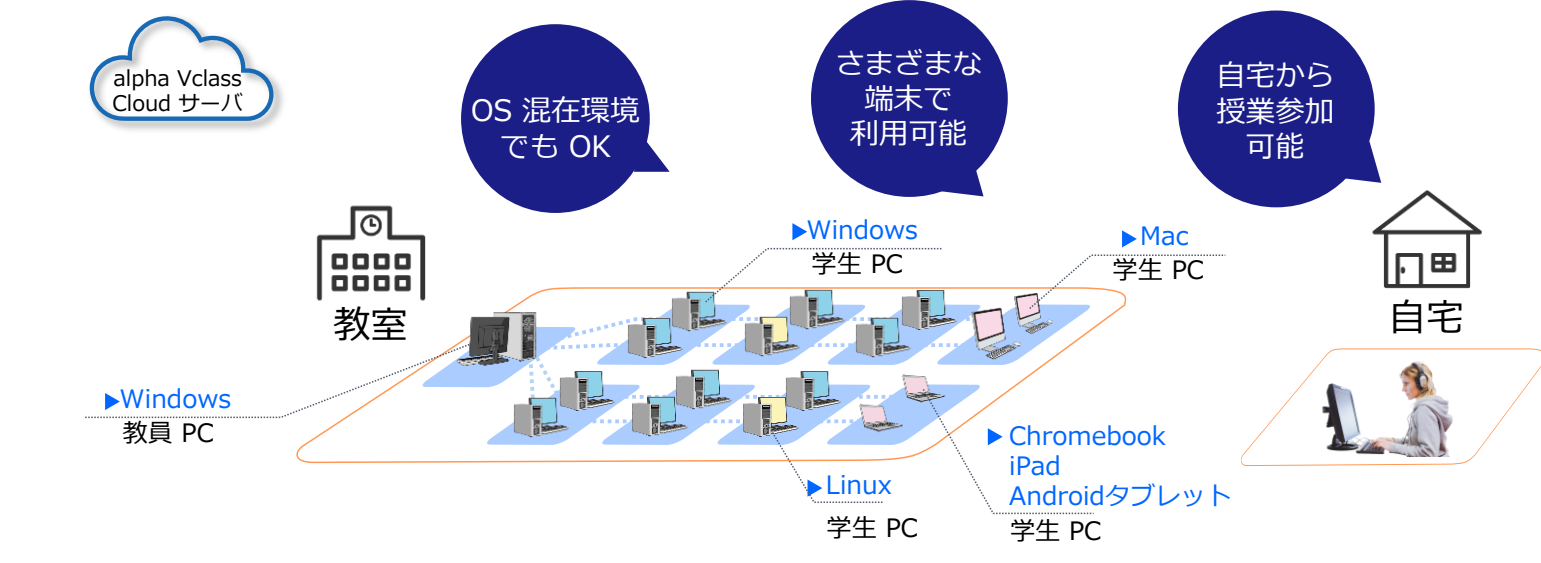 alpha Vclass
Cloud サーバ
OS 混在環境
でも OK
さまざまな
端末で
利用可能
自宅から
授業参加
可能
教室
▶Windows
学生 PC
▶Mac
学生 PC
自宅
▶Windows
教員 PC
▶Linux
学生 PC
▶Chromebook
iPad
Androidタブレット
学生 PC